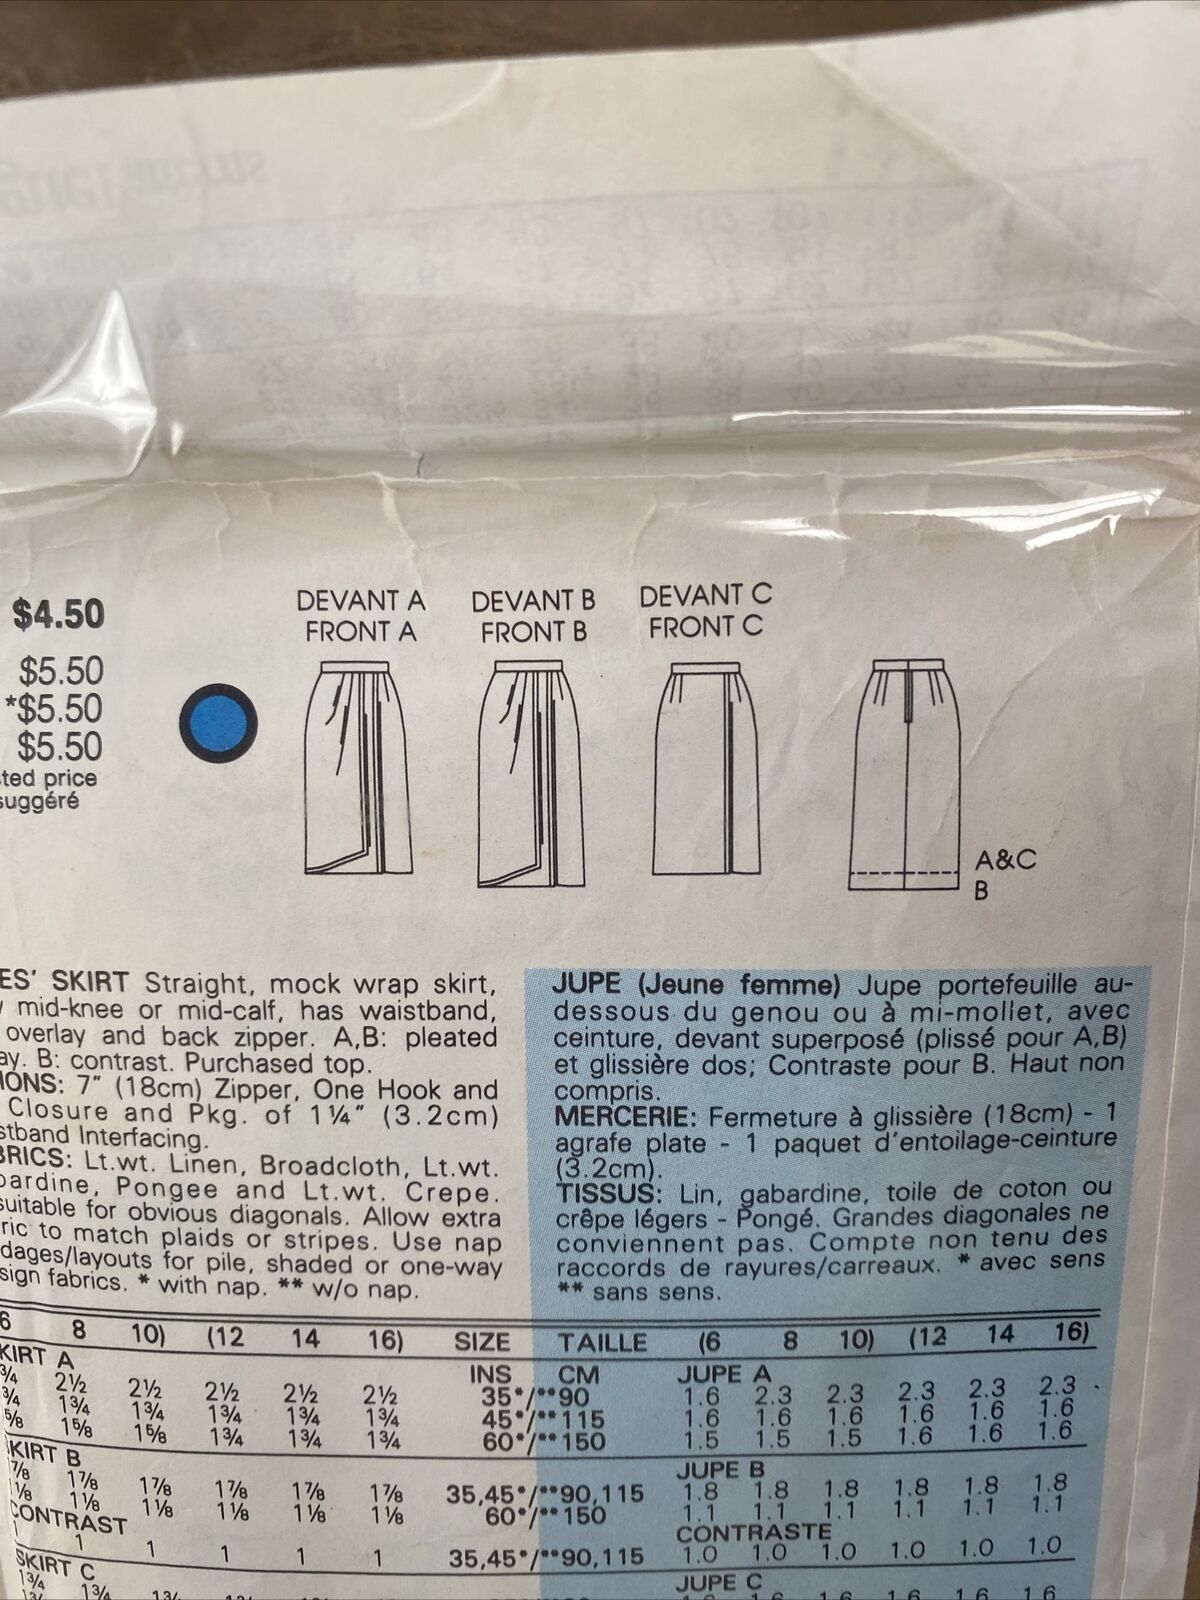 $4.50
$5.50
*$5.50
$5.50
ted price
suggéré
DEVANT A
FRONT A
DEVANT B
FRONT B
DEVANT C
FRONT C
A&C
B
ES' SKIRT Straight, mock wrap skirt,
mid-knee or mid-calf, has waistband,
overlay and back zipper. A,B: pleated
ay. B: contrast. Purchased top.
IONS: 7" (18cm) Zipper, One Hook and
Closure and Pkg. of 1¼" (3.2cm)
stband Interfacing.
BRICS: Lt.wt. Linen, Broadcloth, Lt.wt.
bardine, Pongee and Lt.wt. Crepe.
suitable for obvious diagonals. Allow extra
ric to match plaids or stripes. Use nap
dages/layouts for pile, shaded or one-way
sign fabrics. * with nap. ** w/o nap.
JUPE (Jeune femme) Jupe portefeuille au-
dessous du genou ou à mi-mollet, avec
ceinture, devant superposé (plissé pour A,B)
et glissière dos; Contraste pour B. Haut non
compris.
MERCERIE: Fermeture à glissière (18cm) - 1
agrafe plate - 1 paquet d'entoilage-ceinture
(3.2cm).
TISSUS: Lin, gabardine, toile de coton ou
crêpe légers - Pongé. Grandes diagonales ne
conviennent pas. Compte non tenu des
raccords de rayures/carreaux. * avec sens
** sans sens.
6 8 10) (12 14 16) SIZE TAILLE (6 8 10) (12 14 16)
KIRT A INS CM JUPE A
¾ 2½ 2½ 2½ 2½ 2½ 35*/**90 1.6 2.3 2.3 2.3 2.3 2.3
¾ 1¾ 1¾ 1¾ 1¾ 1¾ 45*/**115 1.6 1.6 1.6 1.6 1.6 1.6
⅝ 1⅝ 1⅝ 1¾ 1¾ 1¾ 60*/**150 1.5 1.5 1.5 1.6 1.6 1.6
KIRT B JUPE B
⅞ 1⅞ 1⅞ 1⅞ 1⅞ 1⅞ 35,45*/**90,115 1.8 1.8 1.8 1.8 1.8 1.8
1⅛ 1⅛ 1⅛ 1⅛ 1⅛ 1⅛ 60*/**150 1.1 1.1 1.1 1.1 1.1 1.1
CONTRAST CONTRASTE
1 1 1 1 1 1 35,45*/**90,115 1.0 1.0 1.0 1.0 1.0 1.0
SKIRT C JUPE C
1¾ 1¾